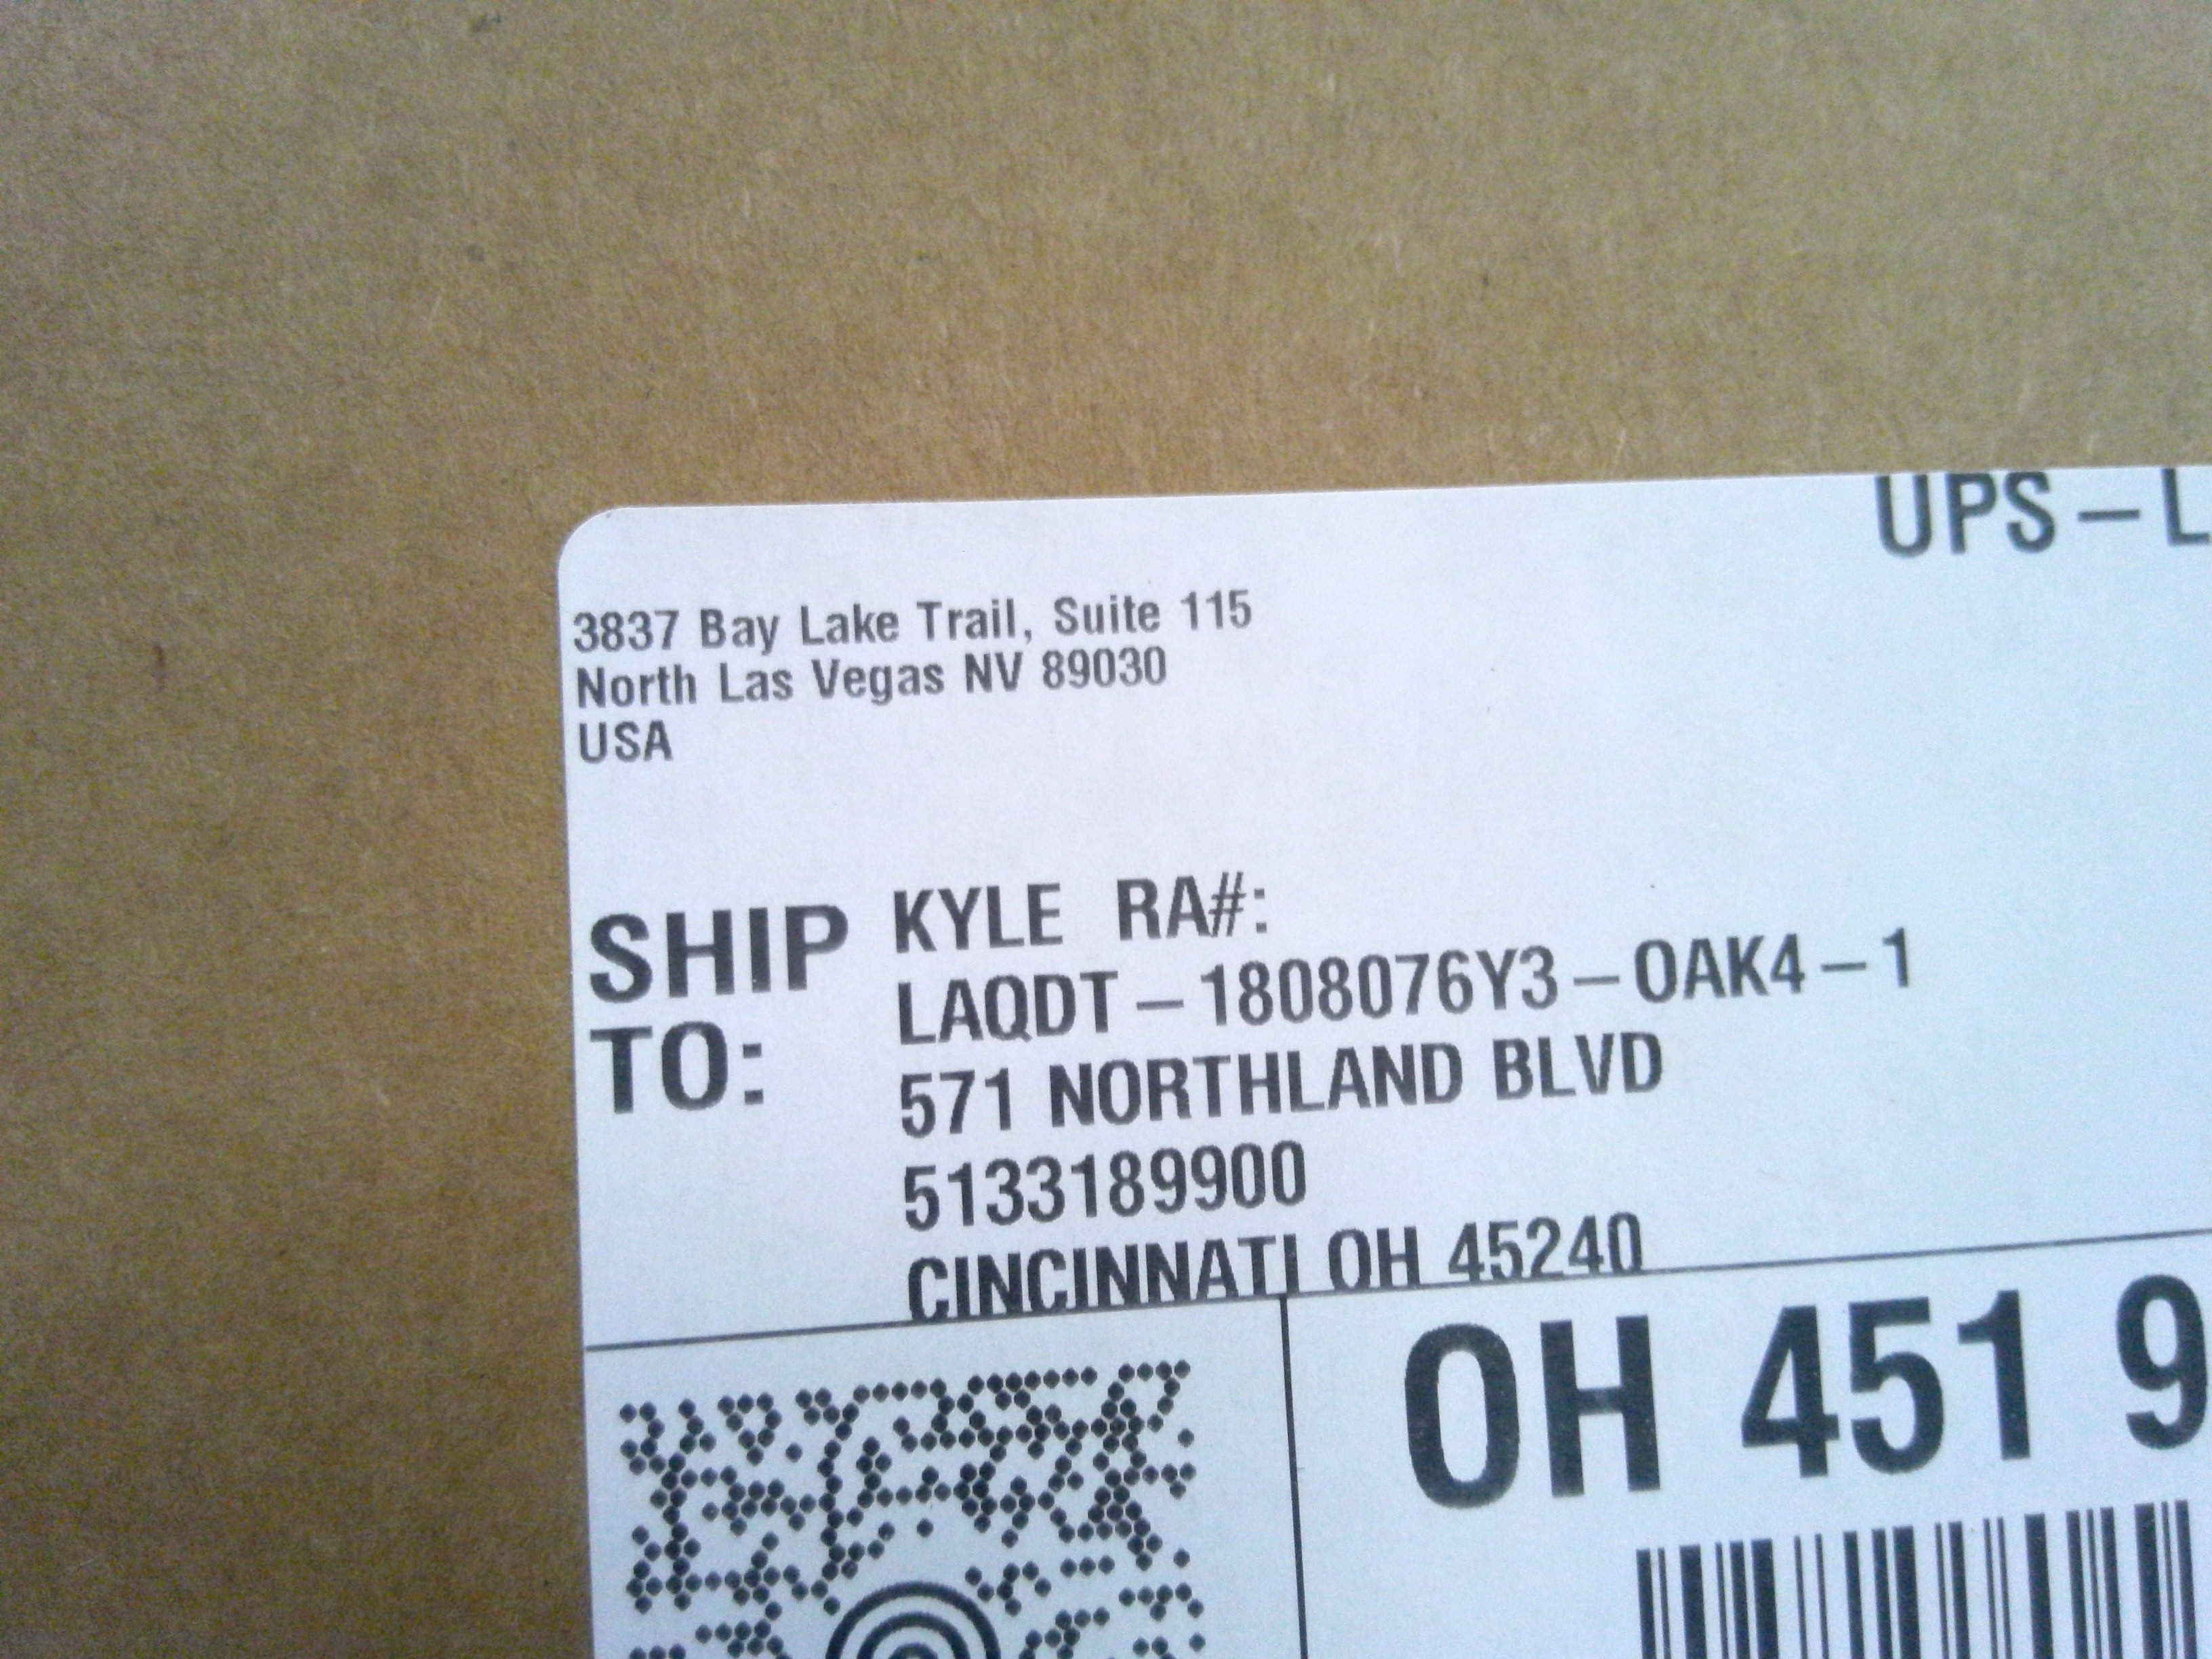 UPS – L
3837 Bay Lake Trail, Suite 115
North Las Vegas NV 89030
USA
SHIP TO:
KYLE RA#:
LAQDT – 1808076Y3 – OAK4 – 1
571 NORTHLAND BLVD
5133189900
CINCINNATI OH 45240
OH 451 9